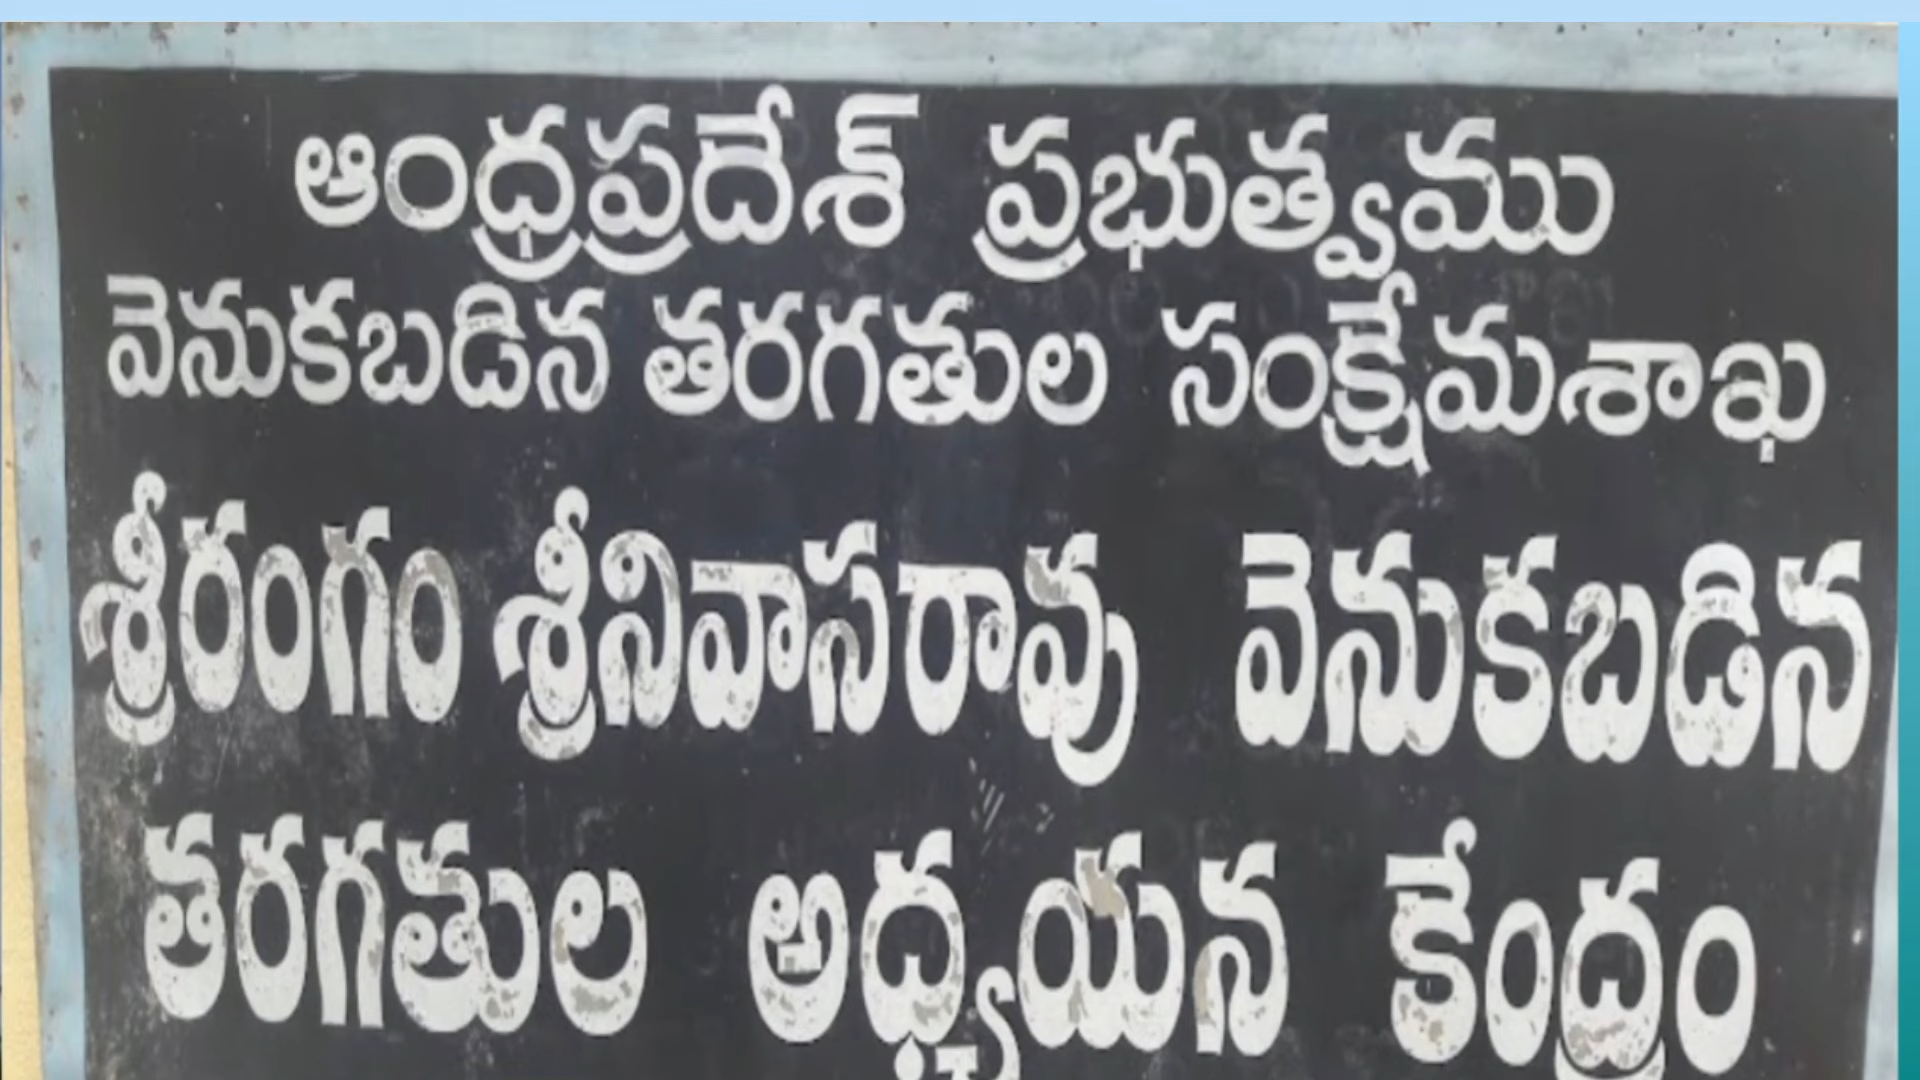 ఆంధ్రప్రదేశ్ ప్రభుత్వము
వెనుకబడిన తరగతుల సంక్షేమశాఖ
శ్రీరంగం శ్రీనివాసరావు వెనుకబడిన
తరగతుల అధ్యయన కేంద్రం